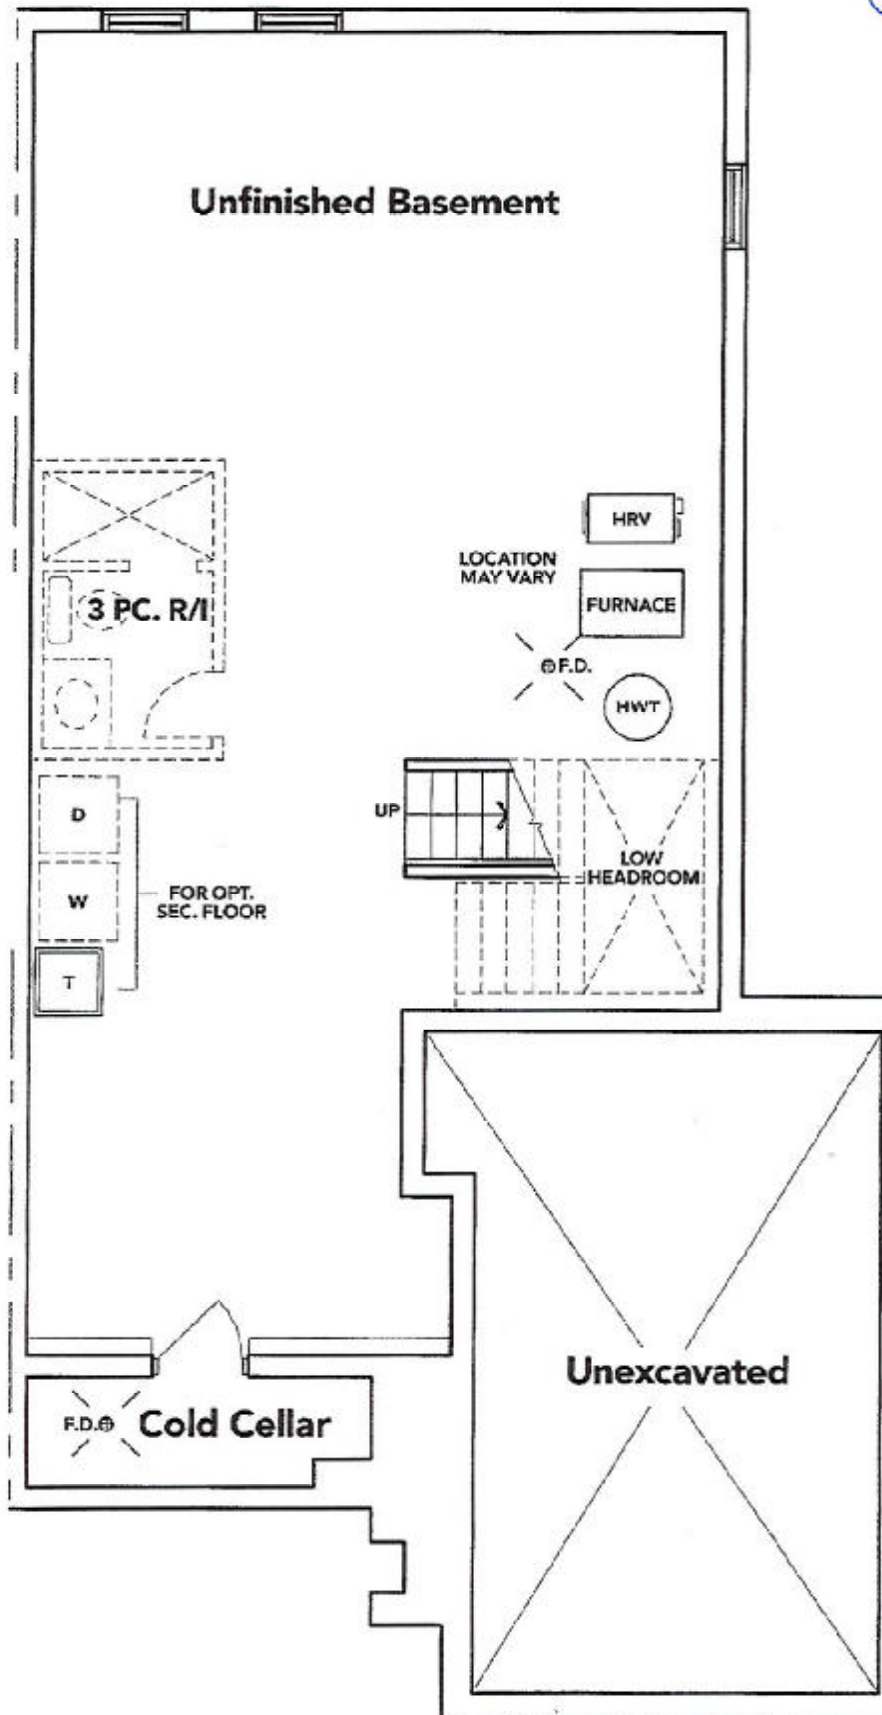 Unfinished Basement
HRV
LOCATION
MAY VARY
FURNACE
3 PC. R/I
F.D.
HWT
D
UP
LOW
HEADROOM
W
FOR OPT.
SEC. FLOOR
T
Unexcavated
F.D.
Cold Cellar